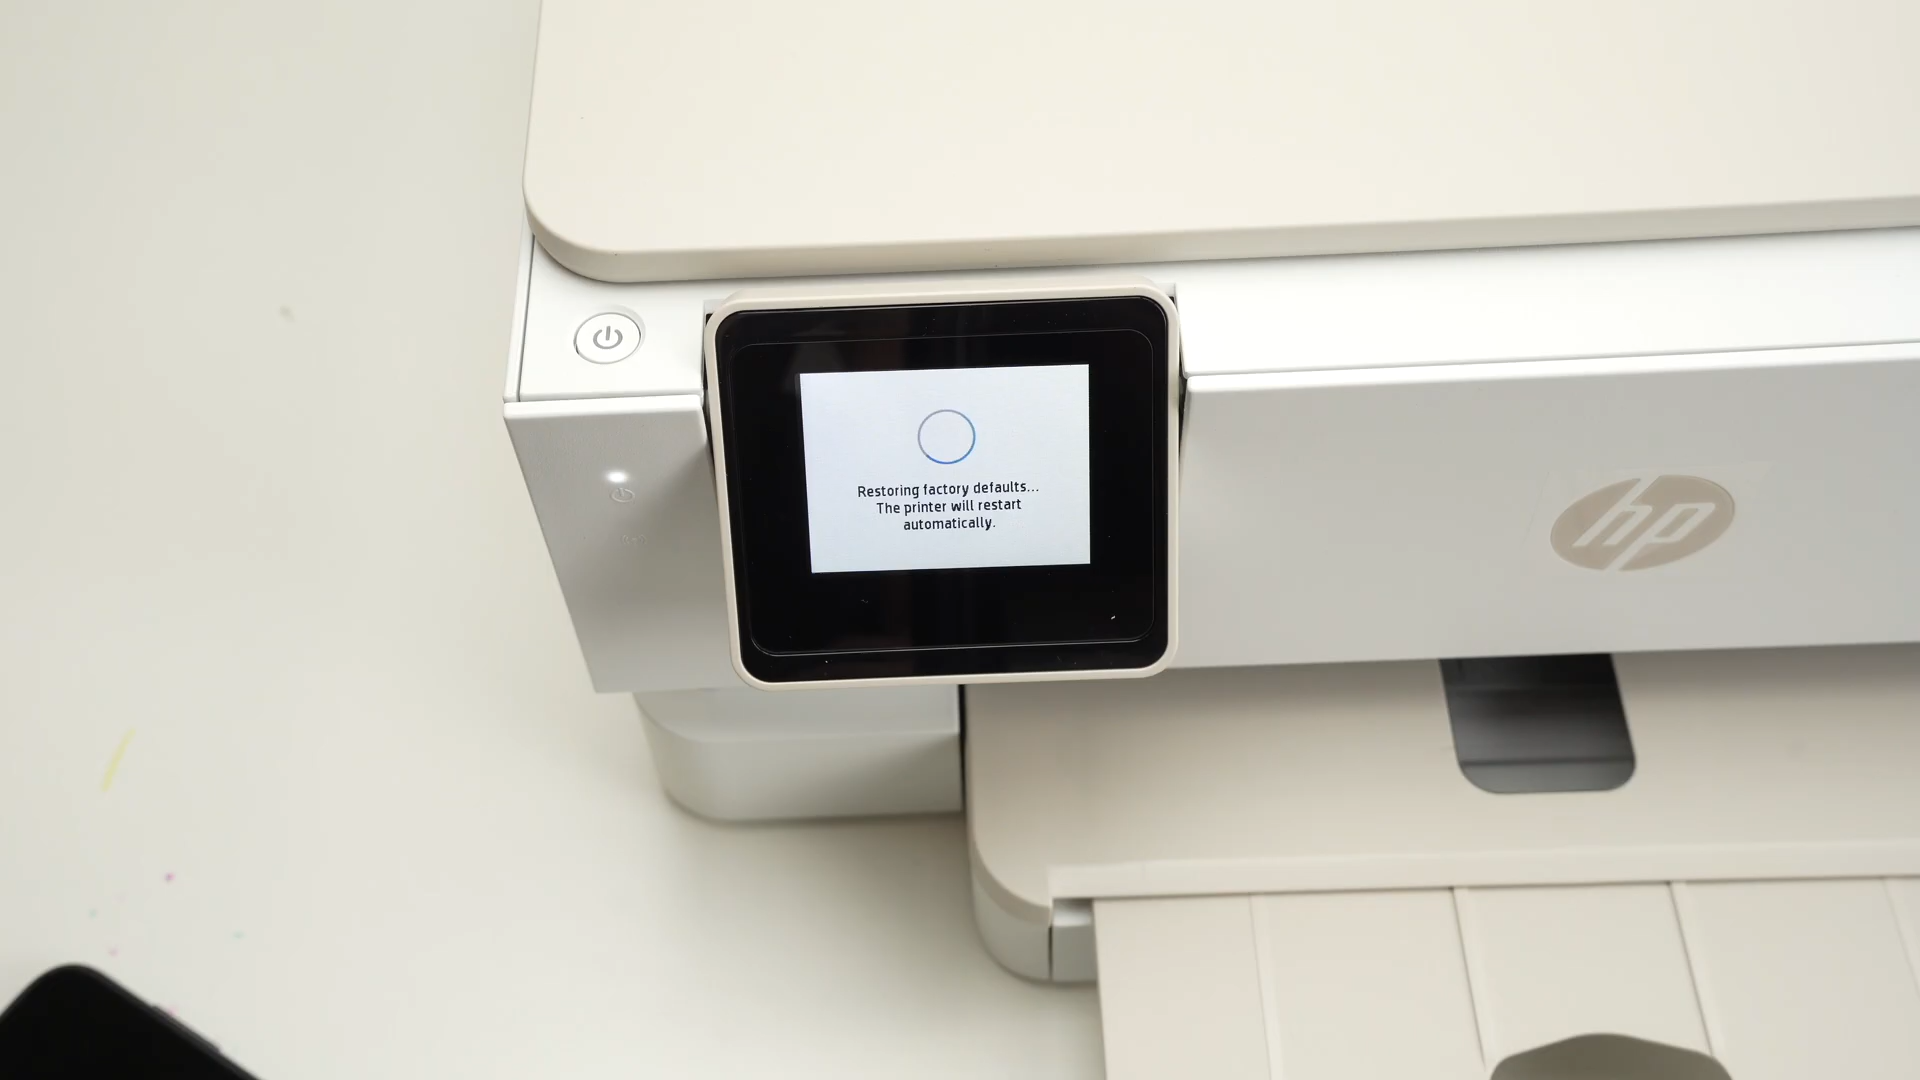 Restoring factory defaults...
The printer will restart
automatically.
hp